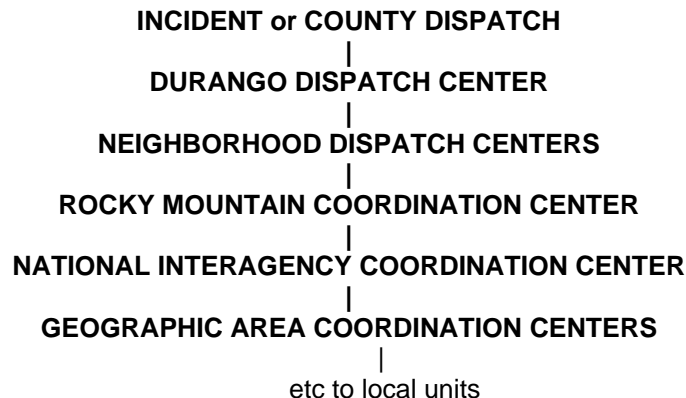 INCIDENT or COUNTY DISPATCH
|
DURANGO DISPATCH CENTER
|
NEIGHBORHOOD DISPATCH CENTERS
|
ROCKY MOUNTAIN COORDINATION CENTER
|
NATIONAL INTERAGENCY COORDINATION CENTER
|
GEOGRAPHIC AREA COORDINATION CENTERS
|
etc to local units